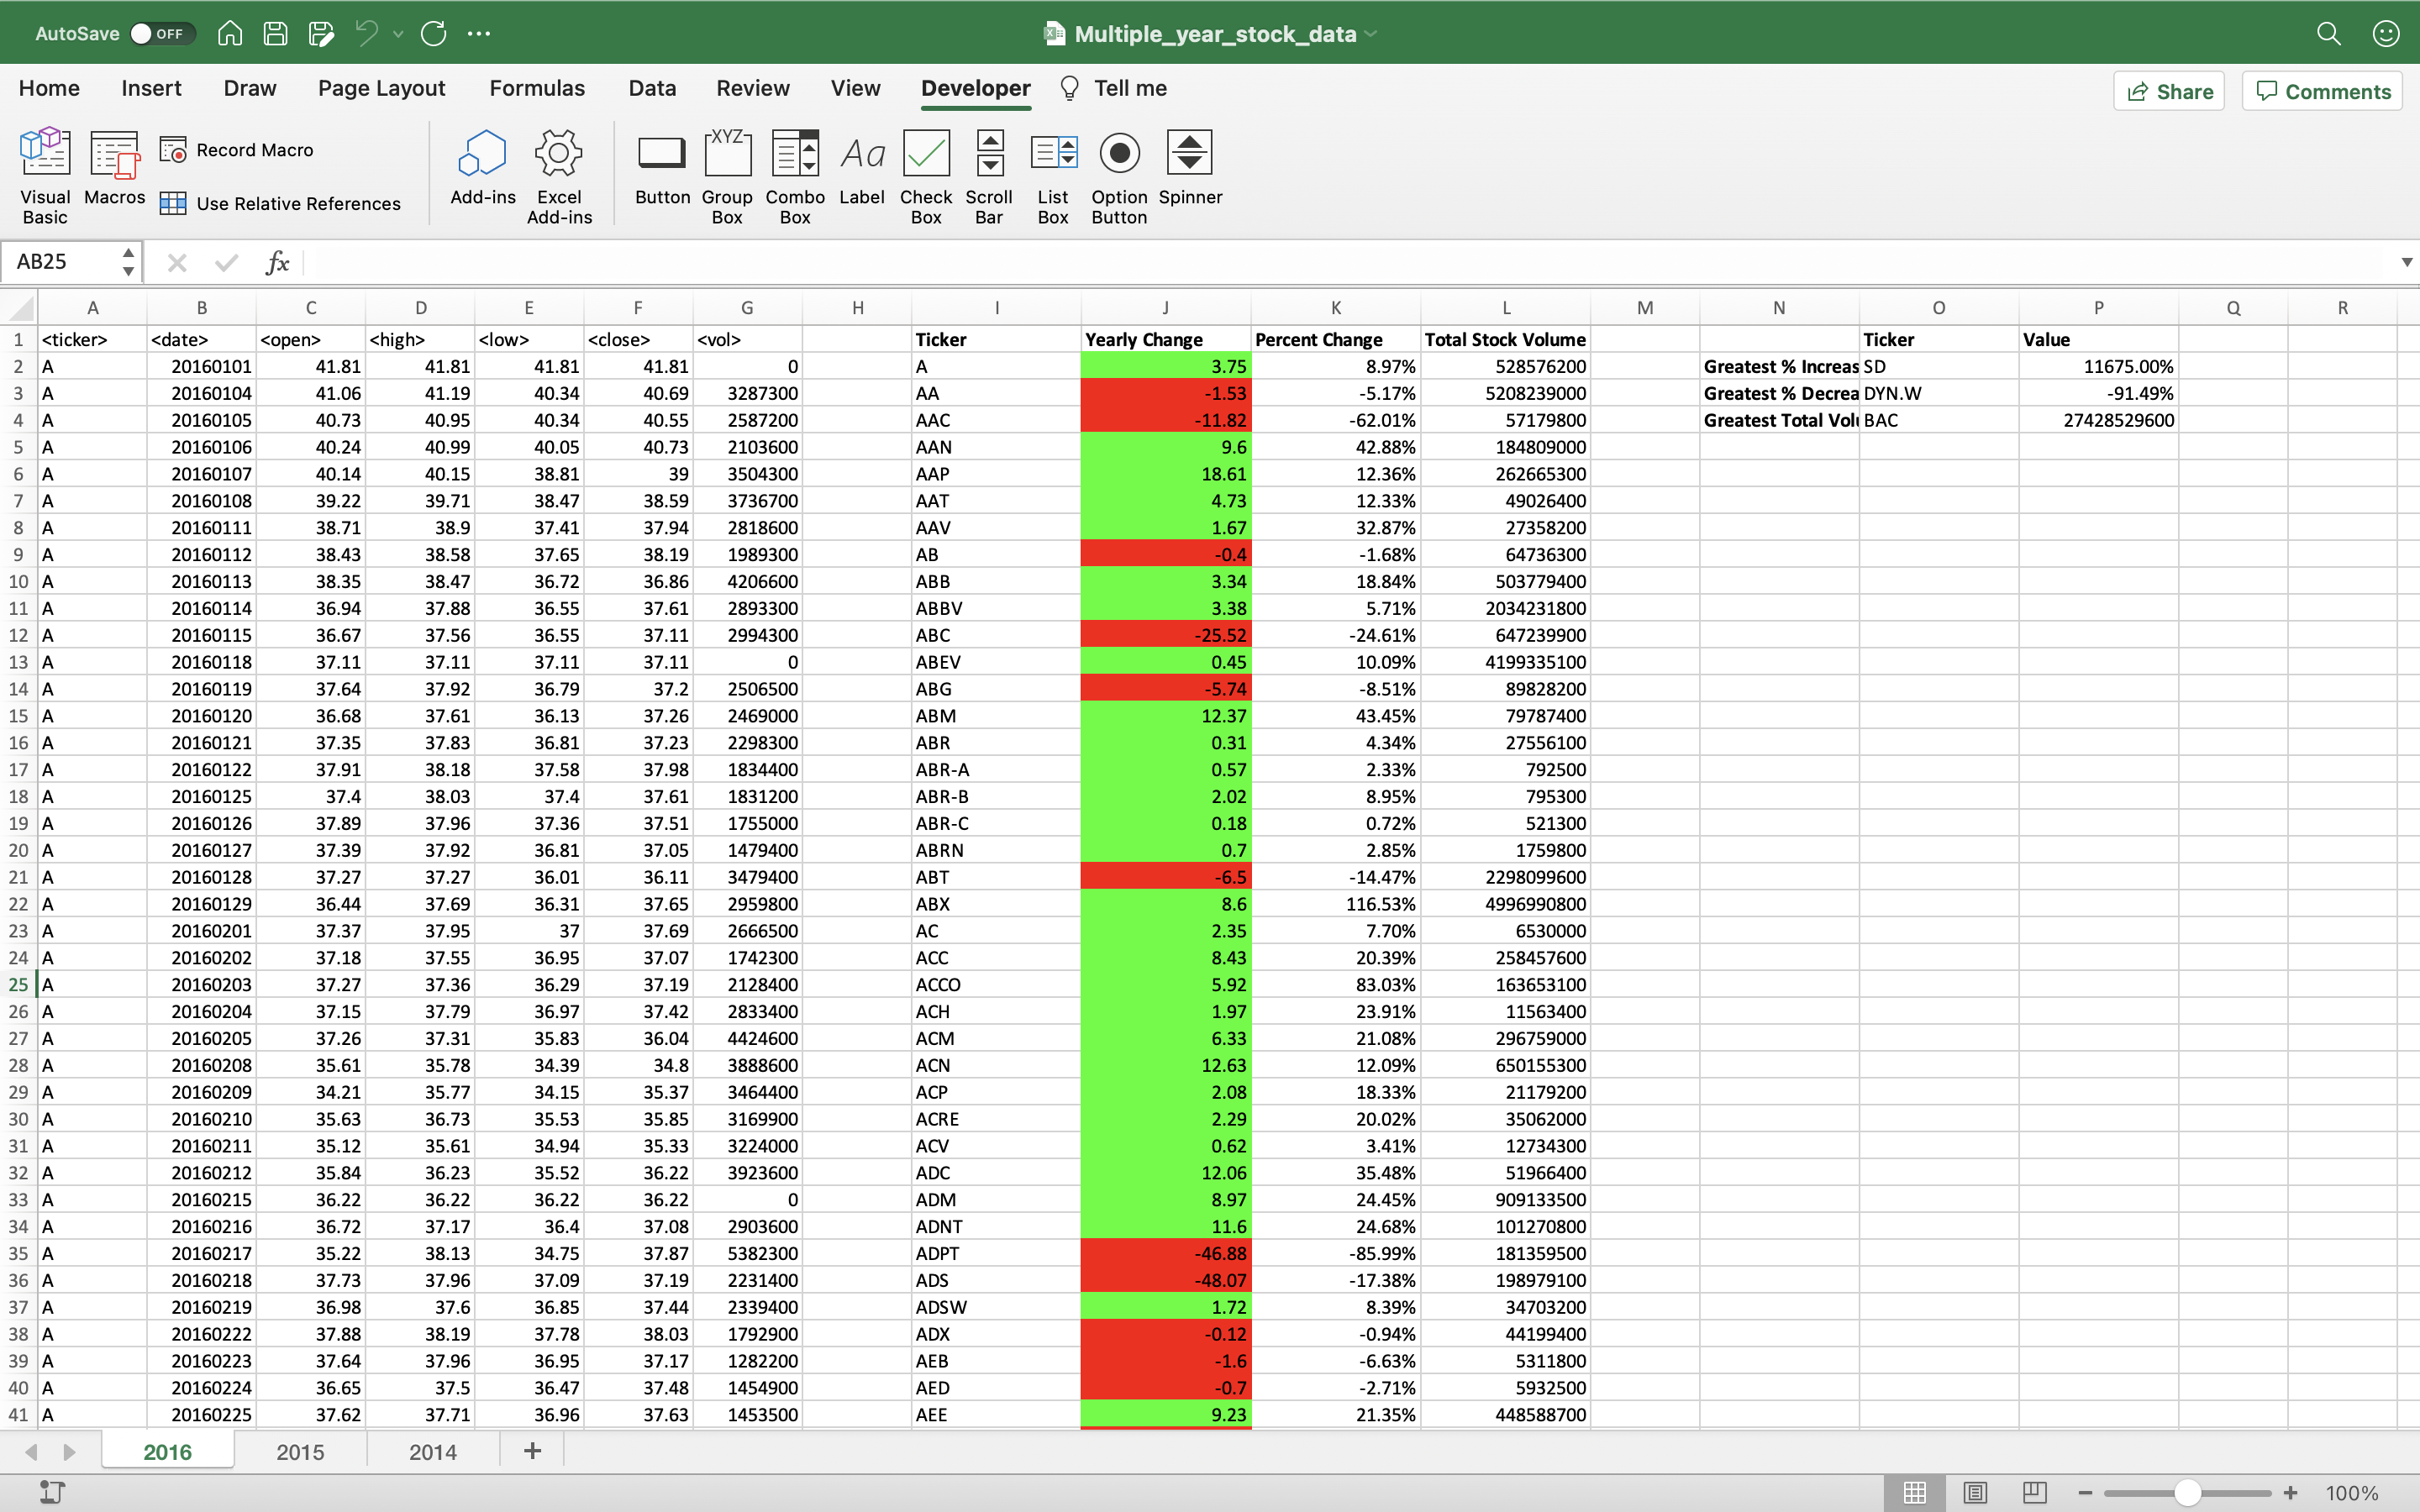 AutoSave OFF Multiple_year_stock_data
Home Insert Draw Page Layout Formulas Data Review View Developer Tell me Share Comments
Visual Basic Macros Record Macro Use Relative References Add-ins Excel Add-ins Button XYZ Group Box Combo Box Aa Label Check Box Scroll Bar List Box Option Button Spinner
AB25 fx
A B C D E F G H I J K L M N O P Q R
1 <ticker> <date> <open> <high> <low> <close> <vol> Ticker Yearly Change Percent Change Total Stock Volume Ticker Value
2 A 20160101 41.81 41.81 41.81 41.81 0 A 3.75 8.97% 528576200 Greatest % Increas SD 11675.00%
3 A 20160104 41.06 41.19 40.34 40.69 3287300 AA -1.53 -5.17% 5208239000 Greatest % Decrea DYN.W -91.49%
4 A 20160105 40.73 40.95 40.34 40.55 2587200 AAC -11.82 -62.01% 57179800 Greatest Total Volu BAC 27428529600
5 A 20160106 40.24 40.99 40.05 40.73 2103600 AAN 9.6 42.88% 184809000
6 A 20160107 40.14 40.15 38.81 39 3504300 AAP 18.61 12.36% 262665300
7 A 20160108 39.22 39.71 38.47 38.59 3736700 AAT 4.73 12.33% 49026400
8 A 20160111 38.71 38.9 37.41 37.94 2818600 AAV 1.67 32.87% 27358200
9 A 20160112 38.43 38.58 37.65 38.19 1989300 AB -0.4 -1.68% 64736300
10 A 20160113 38.35 38.47 36.72 36.86 4206600 ABB 3.34 18.84% 503779400
11 A 20160114 36.94 37.88 36.55 37.61 2893300 ABBV 3.38 5.71% 2034231800
12 A 20160115 36.67 37.56 36.55 37.11 2994300 ABC -25.52 -24.61% 647239900
13 A 20160118 37.11 37.11 37.11 37.11 0 ABEV 0.45 10.09% 4199335100
14 A 20160119 37.64 37.92 36.79 37.2 2506500 ABG -5.74 -8.51% 89828200
15 A 20160120 36.68 37.61 36.13 37.26 2469000 ABM 12.37 43.45% 79787400
16 A 20160121 37.35 37.83 36.81 37.23 2298300 ABR 0.31 4.34% 27556100
17 A 20160122 37.91 38.18 37.58 37.98 1834400 ABR-A 0.57 2.33% 792500
18 A 20160125 37.4 38.03 37.4 37.61 1831200 ABR-B 2.02 8.95% 795300
19 A 20160126 37.89 37.96 37.36 37.51 1755000 ABR-C 0.18 0.72% 521300
20 A 20160127 37.39 37.92 36.81 37.05 1479400 ABRN 0.7 2.85% 1759800
21 A 20160128 37.27 37.27 36.01 36.11 3479400 ABT -6.5 -14.47% 2298099600
22 A 20160129 36.44 37.69 36.31 37.65 2959800 ABX 8.6 116.53% 4996990800
23 A 20160201 37.37 37.95 37 37.69 2666500 AC 2.35 7.70% 6530000
24 A 20160202 37.18 37.55 36.95 37.07 1742300 ACC 8.43 20.39% 258457600
25 A 20160203 37.27 37.36 36.29 37.19 2128400 ACCO 5.92 83.03% 163653100
26 A 20160204 37.15 37.79 36.97 37.42 2833400 ACH 1.97 23.91% 11563400
27 A 20160205 37.26 37.31 35.83 36.04 4424600 ACM 6.33 21.08% 296759000
28 A 20160208 35.61 35.78 34.39 34.8 3888600 ACN 12.63 12.09% 650155300
29 A 20160209 34.21 35.77 34.15 35.37 3464400 ACP 2.08 18.33% 21179200
30 A 20160210 35.63 36.73 35.53 35.85 3169900 ACRE 2.29 20.02% 35062000
31 A 20160211 35.12 35.61 34.94 35.33 3224000 ACV 0.62 3.41% 12734300
32 A 20160212 35.84 36.23 35.52 36.22 3923600 ADC 12.06 35.48% 51966400
33 A 20160215 36.22 36.22 36.22 36.22 0 ADM 8.97 24.45% 909133500
34 A 20160216 36.72 37.17 36.4 37.08 2903600 ADNT 11.6 24.68% 101270800
35 A 20160217 35.22 38.13 34.75 37.87 5382300 ADPT -46.88 -85.99% 181359500
36 A 20160218 37.73 37.96 37.09 37.19 2231400 ADS -48.07 -17.38% 198979100
37 A 20160219 36.98 37.6 36.85 37.44 2339400 ADSW 1.72 8.39% 34703200
38 A 20160222 37.88 38.19 37.78 38.03 1792900 ADX -0.12 -0.94% 44199400
39 A 20160223 37.64 37.96 36.95 37.17 1282200 AEB -1.6 -6.63% 5311800
40 A 20160224 36.65 37.5 36.47 37.48 1454900 AED -0.7 -2.71% 5932500
41 A 20160225 37.62 37.71 36.96 37.63 1453500 AEE 9.23 21.35% 448588700
2016 2015 2014 +
100%